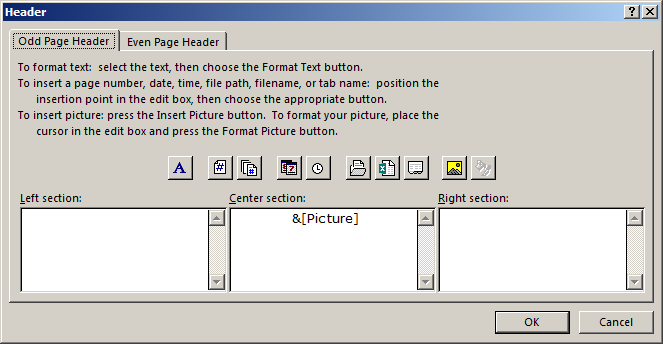 Header
Odd Page Header
Even Page Header
To format text: select the text, then choose the Format Text button.
To insert a page number, date, time, file path, filename, or tab name: position the
insertion point in the edit box, then choose the appropriate button.
To insert picture: press the Insert Picture button. To format your picture, place the
cursor in the edit box and press the Format Picture button.
A
Left section:
Center section:
Right section:
&[Picture]
OK
Cancel